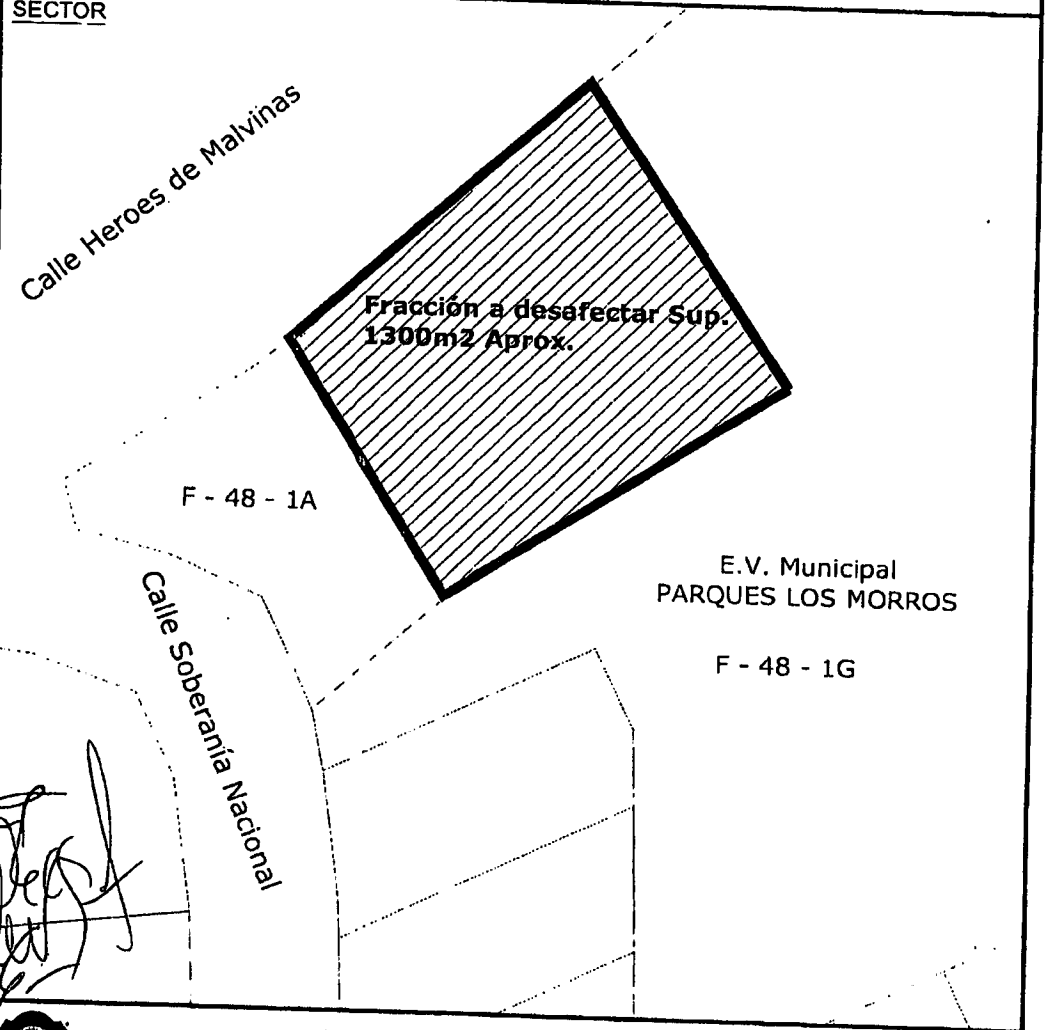 SECTOR
Calle Heroes de Malvinas
Fracción a desafectar Sup.
1300m2 Aprox.
F - 48 - 1A
E.V. Municipal
PARQUES LOS MORROS
F - 48 - 1G
Calle Soberanía Nacional